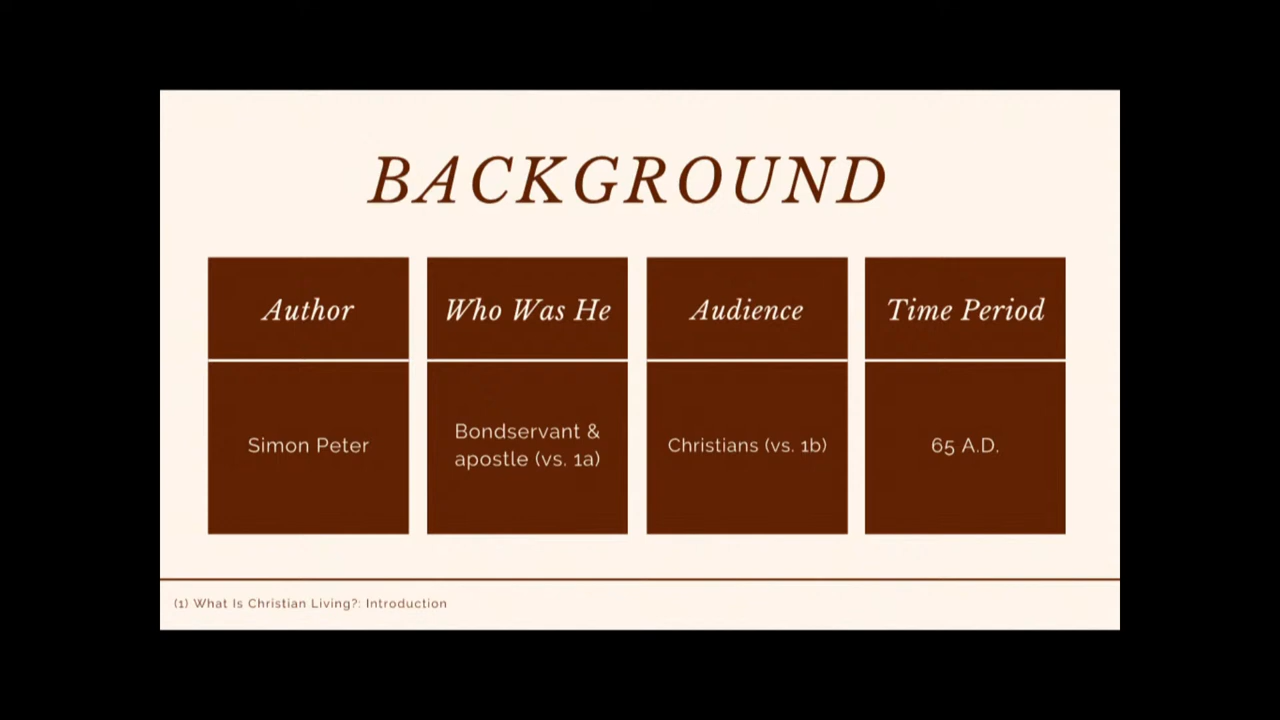 BACKGROUND
Author
Simon Peter
Who Was He
Bondservant &
apostle (vs. 1a)
Audience
Christians (vs. 1b)
Time Period
65 A.D.
(1) What Is Christian Living?: Introduction